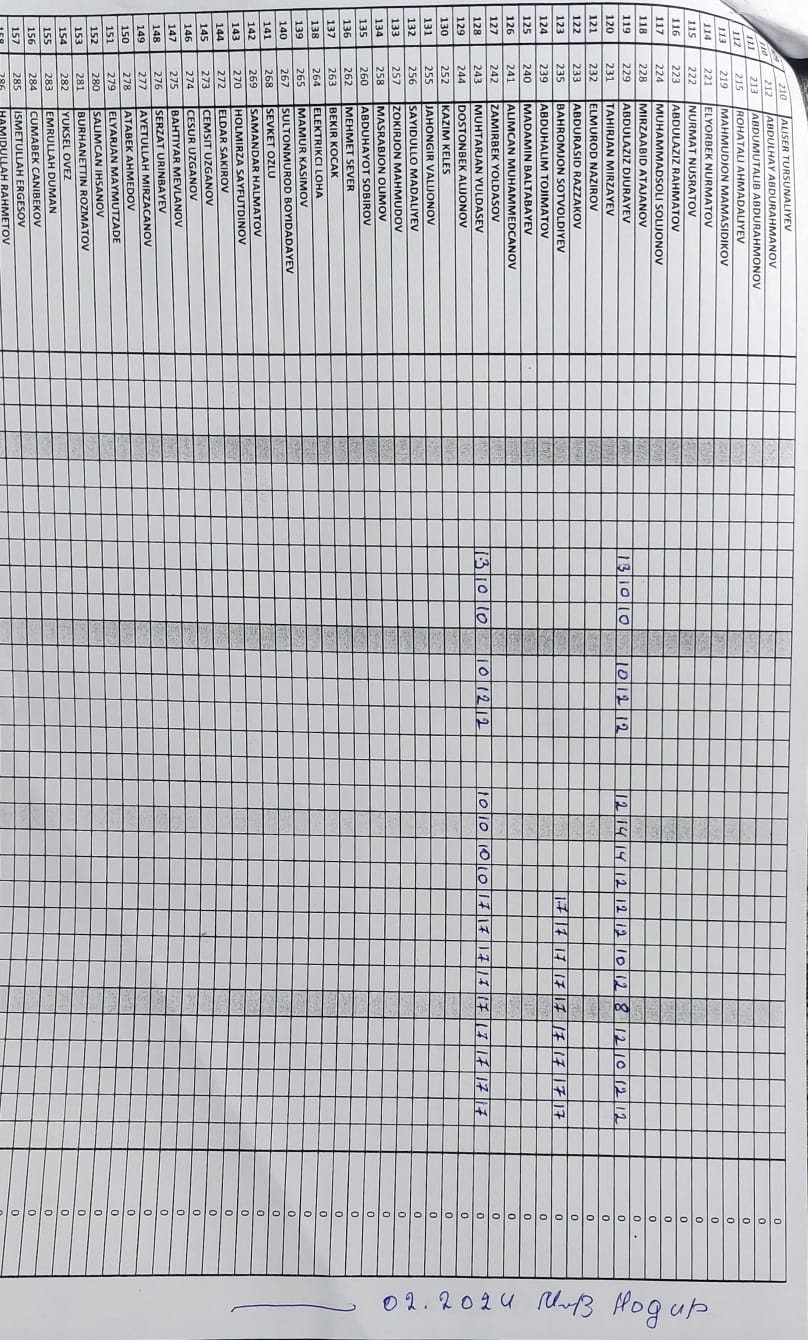 109 210 ALISER TURSUNALIYEV 0
110 212 ABDULHAY ABDURAHMANOV 0
111 213 ABDUMUTALIB ABDURAHMONOV 0
112 215 ROHATALI AHMADALIYEV 0
113 219 MAHMUDJON MAMASIDIKOV 0
114 221 ELYORBEK NURMATOV 0
115 222 NURMAT NUSRATOV 0
116 223 ABDULAZIZ RAHMATOV 0
117 224 MUHAMMADSOLI SOLIJONOV 0
118 228 MIRZAABID ATAJANOV 0
119 229 ABDULAZIZ DJURAYEV 13 10 10 10 12 12 12 14 14 12 12 12 10 12 8 12 10 12 12 0
120 231 TAHIRJAN MIRZAYEV 0
121 232 ELMUROD NAZIROV 0
122 233 ABDURASID RAZZAKOV 0
123 235 BAHROMJON SOTVOLDIYEV 17 17 17 17 17 17 17 17 17 0
124 239 ABDUHALIM TOJIMATOV 0
125 240 MADAMIN BALTABAYEV 0
126 241 ALIMCAN MUHAMMEDCANOV 0
127 242 ZAMIRBEK YOLDASOV 0
128 243 MUHTARJAN YULDASEV 13 10 10 10 12 12 10 10 10 10 17 17 17 17 17 17 17 17 17 0
129 244 DOSTONBEK ALIJONOV 0
130 252 KAZIM KELES 0
131 255 JAHONGIR VALIJONOV 0
132 256 SAYIDULLO MADALIYEV 0
133 257 ZOKIRJON MAHMUDOV 0
134 258 MASRABJON OLIMOV 0
135 260 ABDUHAYOT SOBIROV 0
136 262 MEHMET SEVER 0
137 263 BEKIR KOCAK 0
138 264 ELEKTRIKCI LOHA 0
139 265 MAMUR KASIMOV 0
140 267 SULTONMUROD BOYIDADAYEV 0
141 268 SEVKET OZLU 0
142 269 SAMANDAR HALMATOV 0
143 270 HOLMIRZA SAYFUTDINOV 0
144 272 ELDAR SAKIROV 0
145 273 CEMSIT UZGANOV 0
146 274 CESUR UZGANOV 0
147 275 BAHTIYAR MEVLANOV 0
148 276 SERZAT URINBAYEV 0
149 277 AYETULLAH MIRZACANOV 0
150 278 ATABEK AHMEDOV 0
151 279 ELYARJAN MAYMUTZADE 0
152 280 SALIMCAN IHSANOV 0
153 281 BURHANETTIN ROZMATOV 0
154 282 YUKSEL OVEZ 0
155 283 EMRULLAH DUMAN 0
156 284 CUMABEK CANIBEKOV 0
157 285 ISMETULLAH ERGESOV 0
158 286 HAMIDULLAH RAHMETOV
02.2024